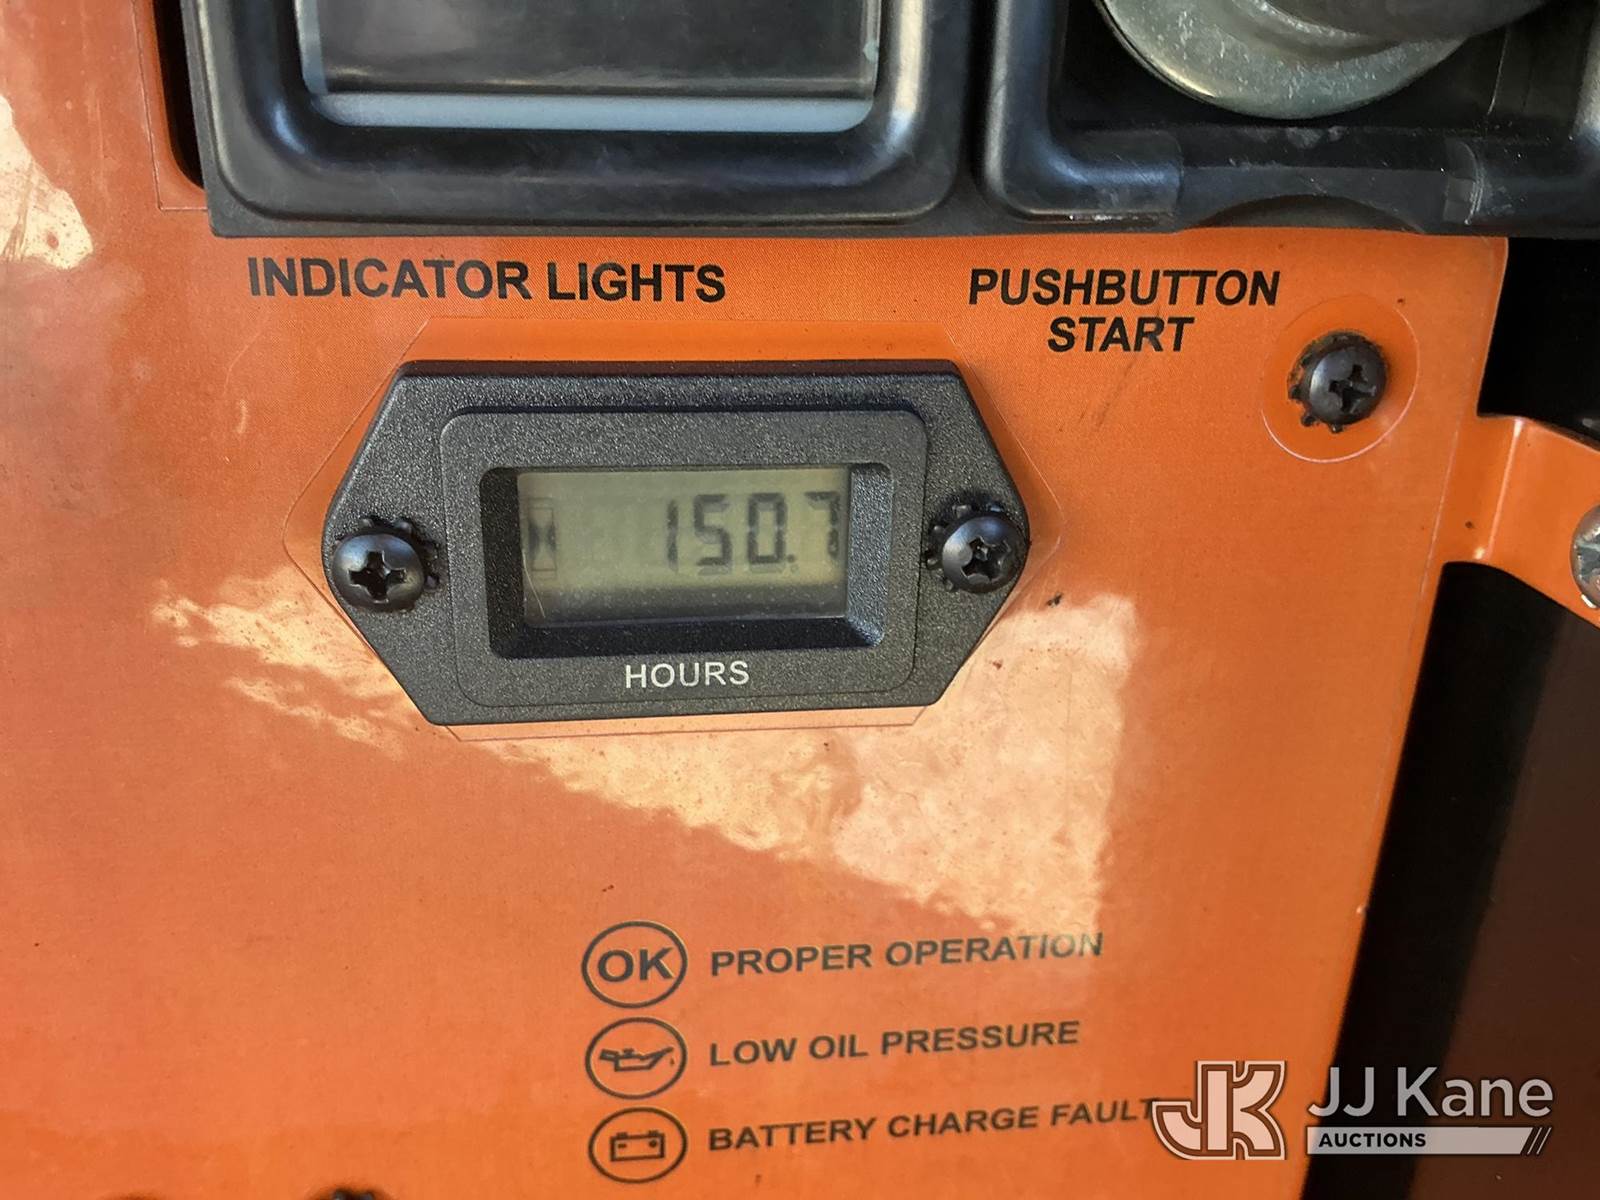 INDICATOR LIGHTS
PUSHBUTTON
START
150.7
HOURS
OK PROPER OPERATION
LOW OIL PRESSURE
BATTERY CHARGE FAULT
JK JJ Kane
AUCTIONS